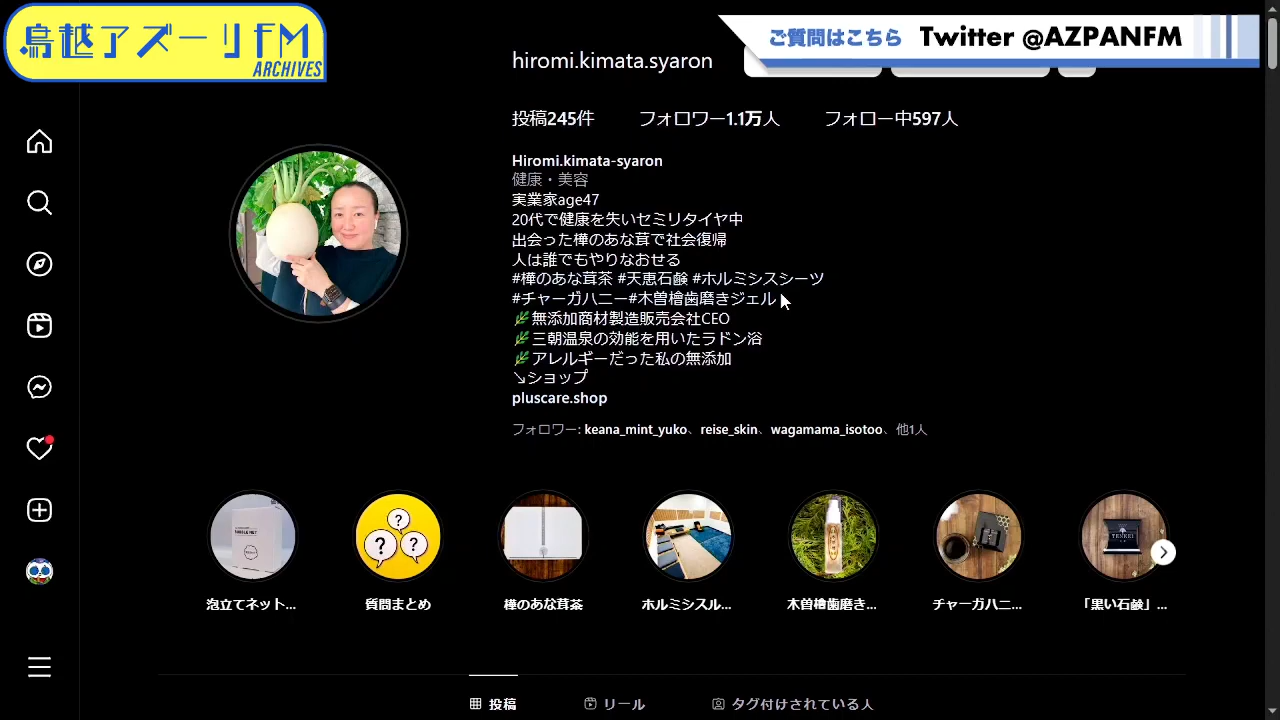 鳥越アズーリFM
ARCHIVES
ご質問はこちら Twitter @AZPANFM
hiromi.kimata.syaron
投稿245件 フォロワー1.1万人 フォロー中597人
Hiromi.kimata-syaron
健康・美容
実業家age47
20代で健康を失いセミリタイヤ中
出会った樺のあな茸で社会復帰
人は誰でもやりなおせる
#樺のあな茸茶 #天恵石鹸 #ホルミシスシーツ
#チャーガハニー#木曽檜歯磨きジェル
🌿無添加商材製造販売会社CEO
🌿三朝温泉の効能を用いたラドン浴
🌿アレルギーだった私の無添加
↘ショップ
pluscare.shop
フォロワー: keana_mint_yuko、reise_skin、wagamama_isotoo、他1人
泡立てネット... 質問まとめ 樺のあな茸茶 ホルミシスル... 木曽檜歯磨き... チャーガハニ... 「黒い石鹸」...
投稿 リール タグ付けされている人